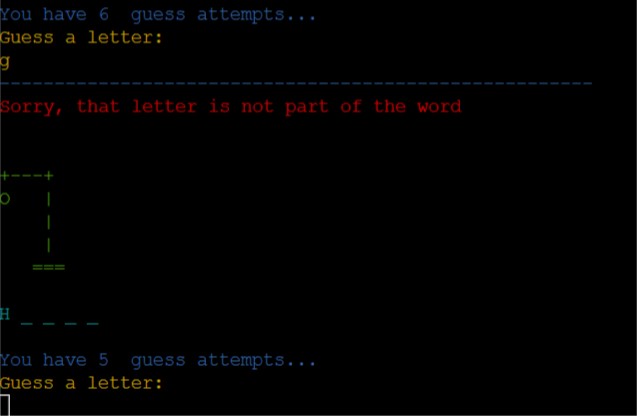 You have 6  guess attempts...
Guess a letter:
g
------------------------------------------------------
Sorry, that letter is not part of the word
+---+
O   |
    |
    |
   ===
H _ _ _ _
You have 5  guess attempts...
Guess a letter: